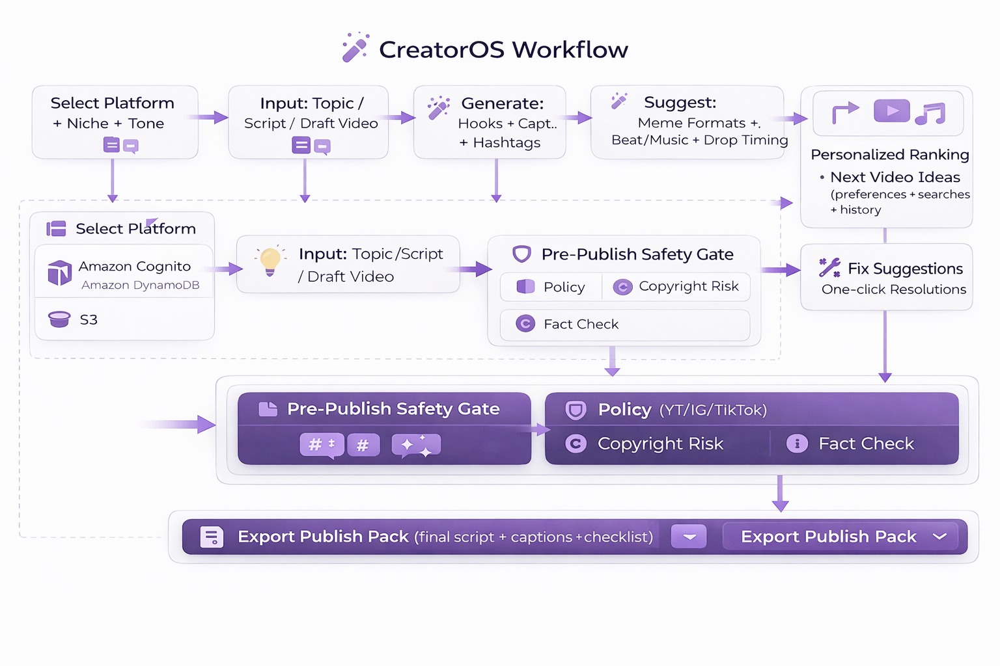 CreatorOS Workflow
Select Platform
+ Niche + Tone
Input: Topic /
Script / Draft Video
Generate:
Hooks + Capt..
+ Hashtags
Suggest:
Meme Formats +.
Beat/Music + Drop Timing
Personalized Ranking
• Next Video Ideas
(preferences + searches
+ history
Select Platform
Amazon Cognito
Amazon DynamoDB
S3
Input: Topic /Script
/ Draft Video
Pre-Publish Safety Gate
Policy
Copyright Risk
Fact Check
Fix Suggestions
One-click Resolutions
Pre-Publish Safety Gate
# ‡ #
Policy (YT/IG/TikTok)
Copyright Risk
Fact Check
Export Publish Pack (final script + captions + checklist)
Export Publish Pack